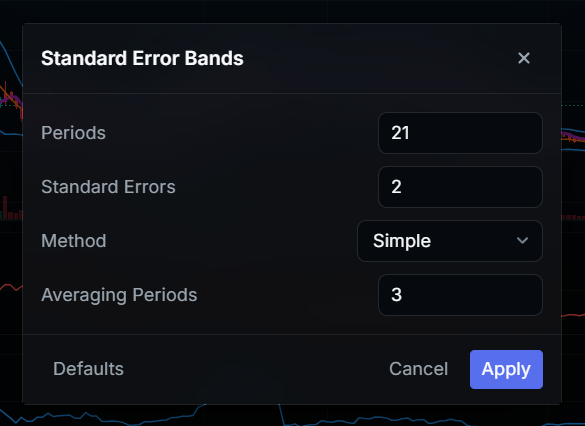 Standard Error Bands
Periods 21
Standard Errors 2
Method Simple
Averaging Periods 3
Defaults Cancel Apply